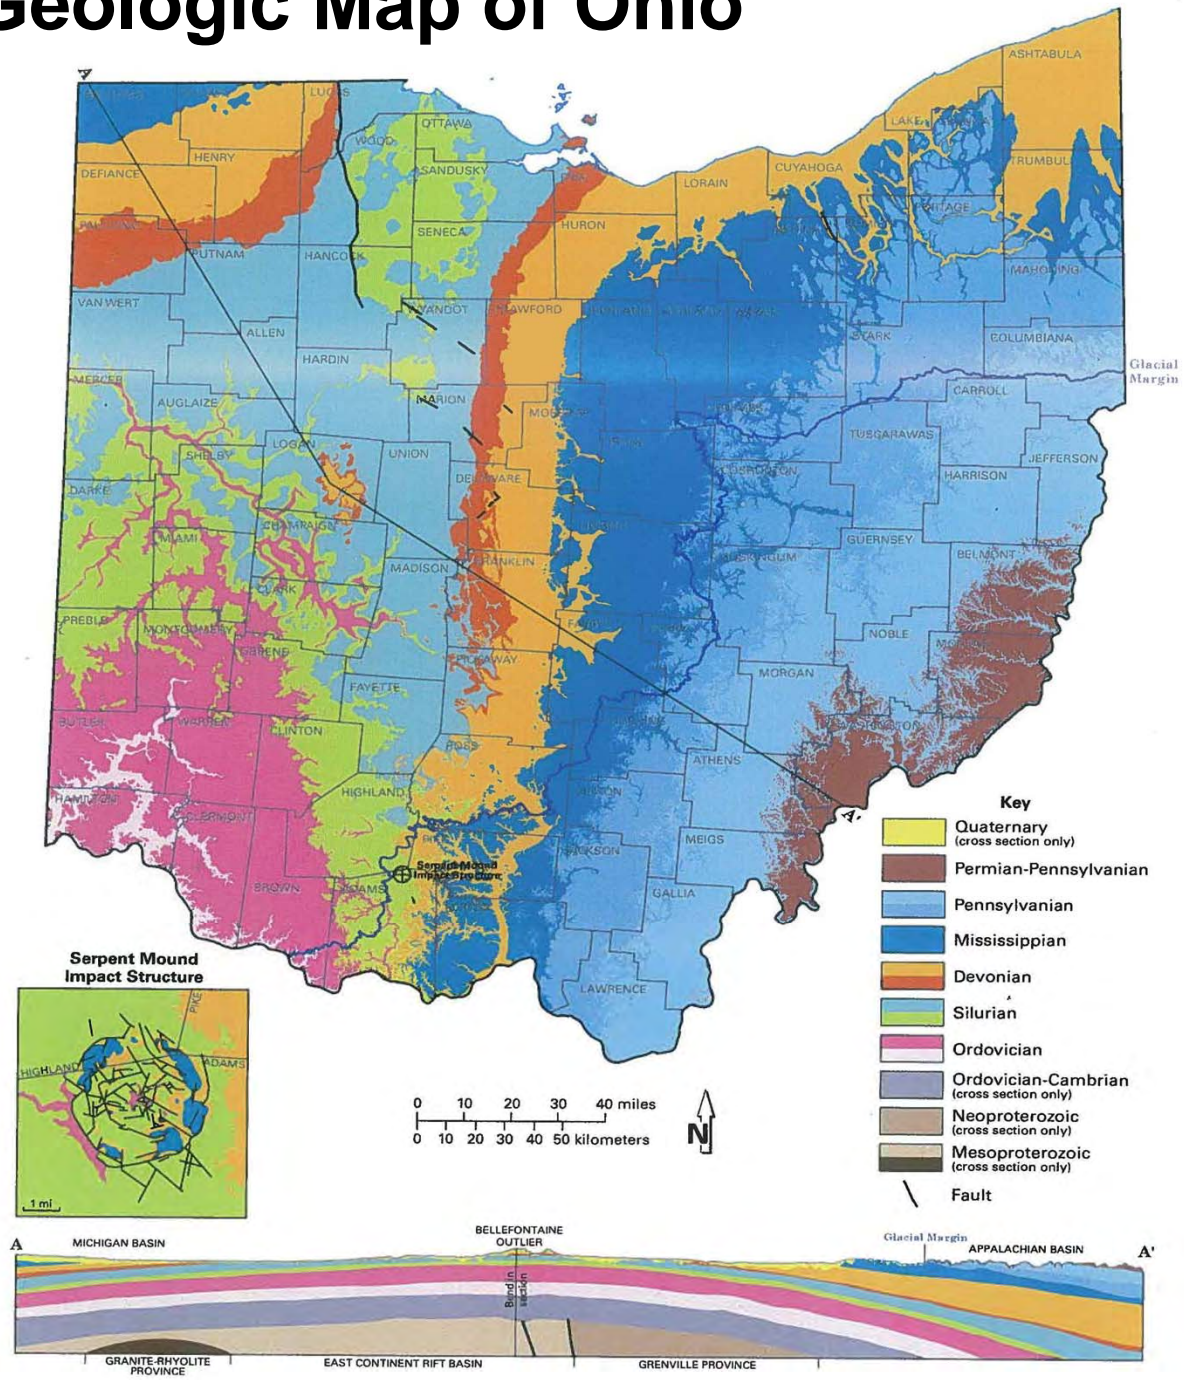 Geologic Map of Ohio
A
A'
ASHTABULA
LUCAS
OTTAWA
WOOD
LAKE
HENRY
SANDUSKY
TRUMBULL
DEFIANCE
LORAIN
CUYAHOGA
PAULDING
SENECA
HURON
PORTAGE
PUTNAM
HANCOCK
MAHONING
VAN WERT
WYANDOT
CRAWFORD
ALLEN
STARK
COLUMBIANA
HARDIN
Glacial
Margin
MERCER
AUGLAIZE
MARION
MORROW
CARROLL
LOGAN
UNION
TUSCARAWAS
JEFFERSON
SHELBY
COSHOCTON
HARRISON
DARKE
DELAWARE
CHAMPAIGN
MIAMI
GUERNSEY
BELMONT
MUSKINGUM
MADISON
FRANKLIN
CLARK
PREBLE
MONTGOMERY
NOBLE
GREENE
PICKAWAY
MORGAN
FAYETTE
BUTLER
WARREN
CLINTON
WASHINGTON
ROSS
ATHENS
HAMILTON
HIGHLAND
CLERMONT
MEIGS
JACKSON
Serpent Mound
Impact Structure
BROWN
ADAMS
GALLIA
LAWRENCE
Key
Quaternary
(cross section only)
Permian-Pennsylvanian
Pennsylvanian
Mississippian
Devonian
Silurian
Ordovician
Ordovician-Cambrian
(cross section only)
Neoproterozoic
(cross section only)
Mesoproterozoic
(cross section only)
Fault
Serpent Mound
Impact Structure
PIKE
HIGHLAND
ADAMS
1 mi
0 10 20 30 40 miles
0 10 20 30 40 50 kilometers
N
A
MICHIGAN BASIN
BELLEFONTAINE
OUTLIER
Glacial Margin
APPALACHIAN BASIN
A'
Bend in
section
GRANITE-RHYOLITE
PROVINCE
EAST CONTINENT RIFT BASIN
GRENVILLE PROVINCE